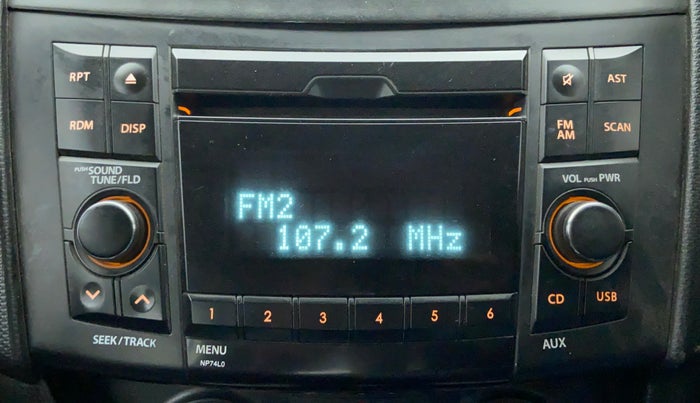 RPT
AST
RDM
DISP
FM
AM
SCAN
PUSH SOUND
TUNE/FLD
VOL PUSH PWR
FM2
107.2 MHz
CD
USB
1 2 3 4 5 6
SEEK/TRACK
MENU
AUX
NP74L0